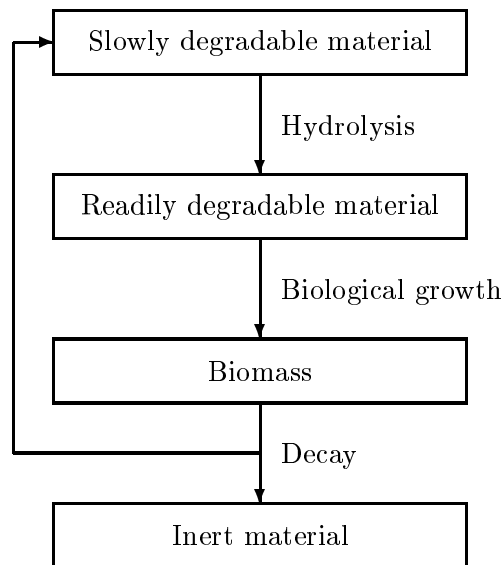 Slowly degradable material
Hydrolysis
Readily degradable material
Biological growth
Biomass
Decay
Inert material